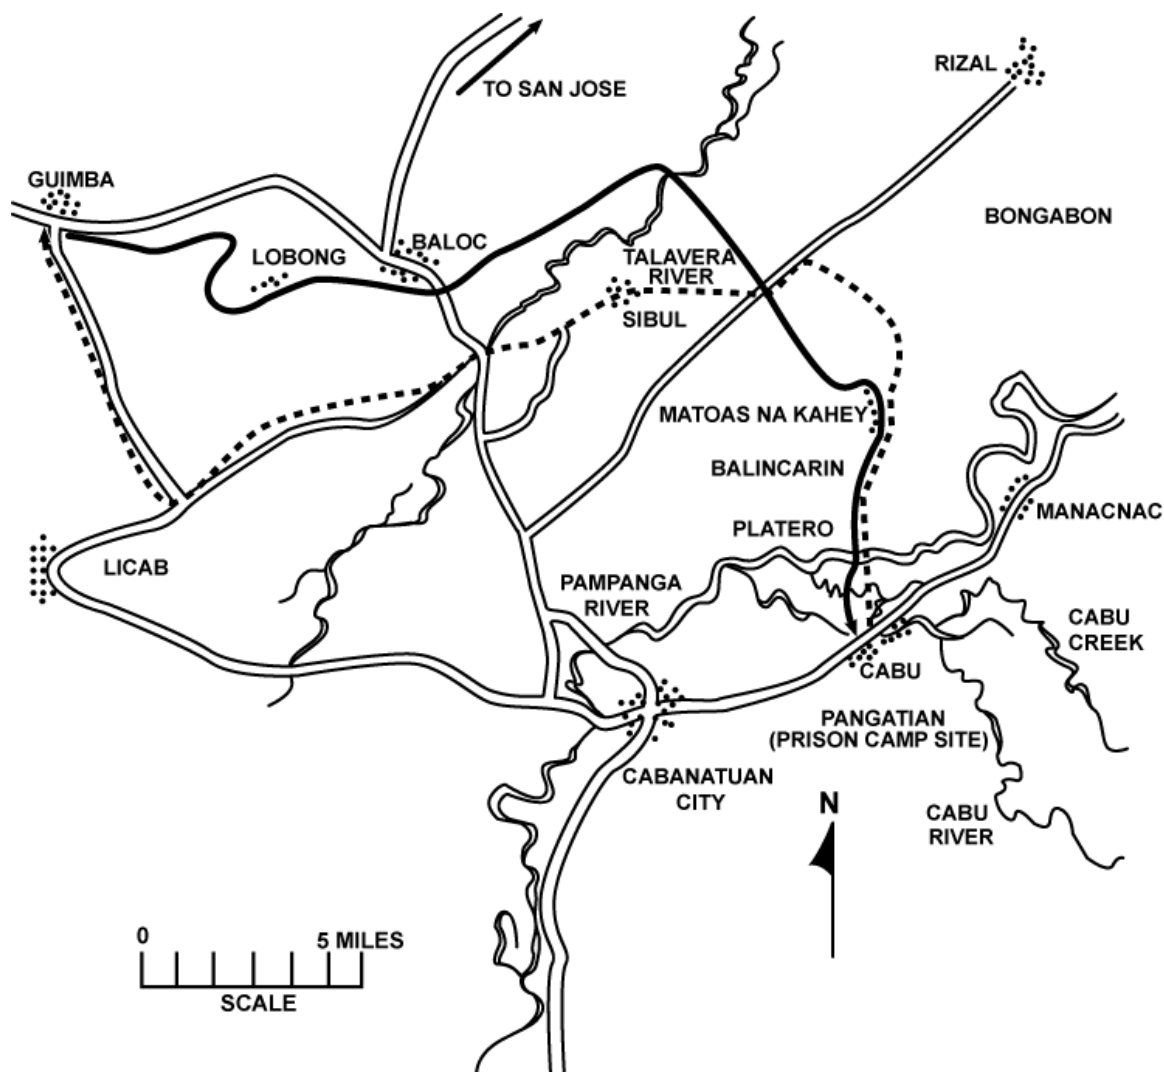 RIZAL
TO SAN JOSE
GUIMBA
BONGABON
BALOC
LOBONG
TALAVERA
RIVER
SIBUL
MATOAS NA KAHEY
BALINCARIN
MANACNAC
PLATERO
LICAB
PAMPANGA
RIVER
CABU
CREEK
CABU
PANGATIAN
(PRISON CAMP SITE)
CABANATUAN
CITY
N
CABU
RIVER
0
5 MILES
SCALE